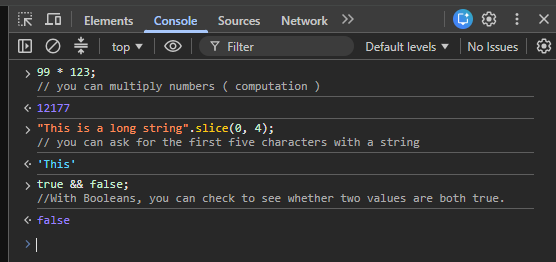 Elements Console Sources Network
top Filter Default levels No Issues
99 * 123;
// you can multiply numbers ( computation )
12177
"This is a long string".slice(0, 4);
// you can ask for the first five characters with a string
'This'
true && false;
//With Booleans, you can check to see whether two values are both true.
false